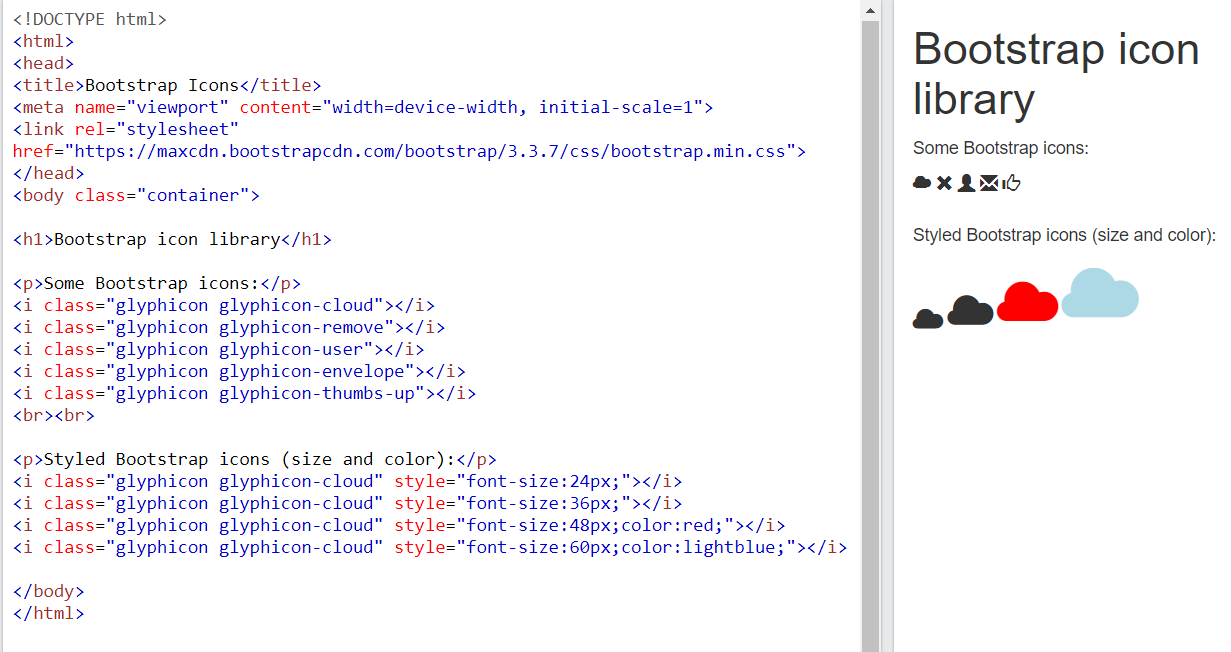 <!DOCTYPE html>
<html>
<head>
<title>Bootstrap Icons</title>
<meta name="viewport" content="width=device-width, initial-scale=1">
<link rel="stylesheet"
href="https://maxcdn.bootstrapcdn.com/bootstrap/3.3.7/css/bootstrap.min.css">
</head>
<body class="container">
<h1>Bootstrap icon library</h1>
<p>Some Bootstrap icons:</p>
<i class="glyphicon glyphicon-cloud"></i>
<i class="glyphicon glyphicon-remove"></i>
<i class="glyphicon glyphicon-user"></i>
<i class="glyphicon glyphicon-envelope"></i>
<i class="glyphicon glyphicon-thumbs-up"></i>
<br><br>
<p>Styled Bootstrap icons (size and color):</p>
<i class="glyphicon glyphicon-cloud" style="font-size:24px;"></i>
<i class="glyphicon glyphicon-cloud" style="font-size:36px;"></i>
<i class="glyphicon glyphicon-cloud" style="font-size:48px;color:red;"></i>
<i class="glyphicon glyphicon-cloud" style="font-size:60px;color:lightblue;"></i>
</body>
</html>
Bootstrap icon
library
Some Bootstrap icons:
Styled Bootstrap icons (size and color):